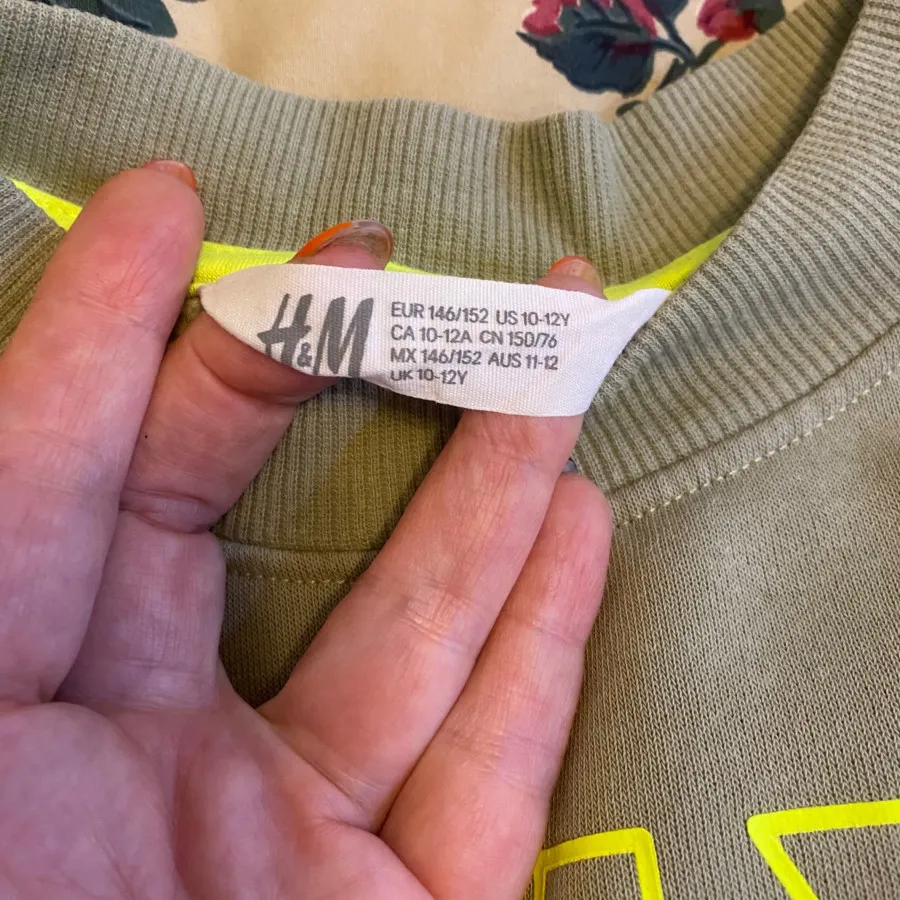 H&M
EUR 146/152 US 10-12Y
CA 10-12A CN 150/76
MX 146/152 AUS 11-12
UK 10-12Y